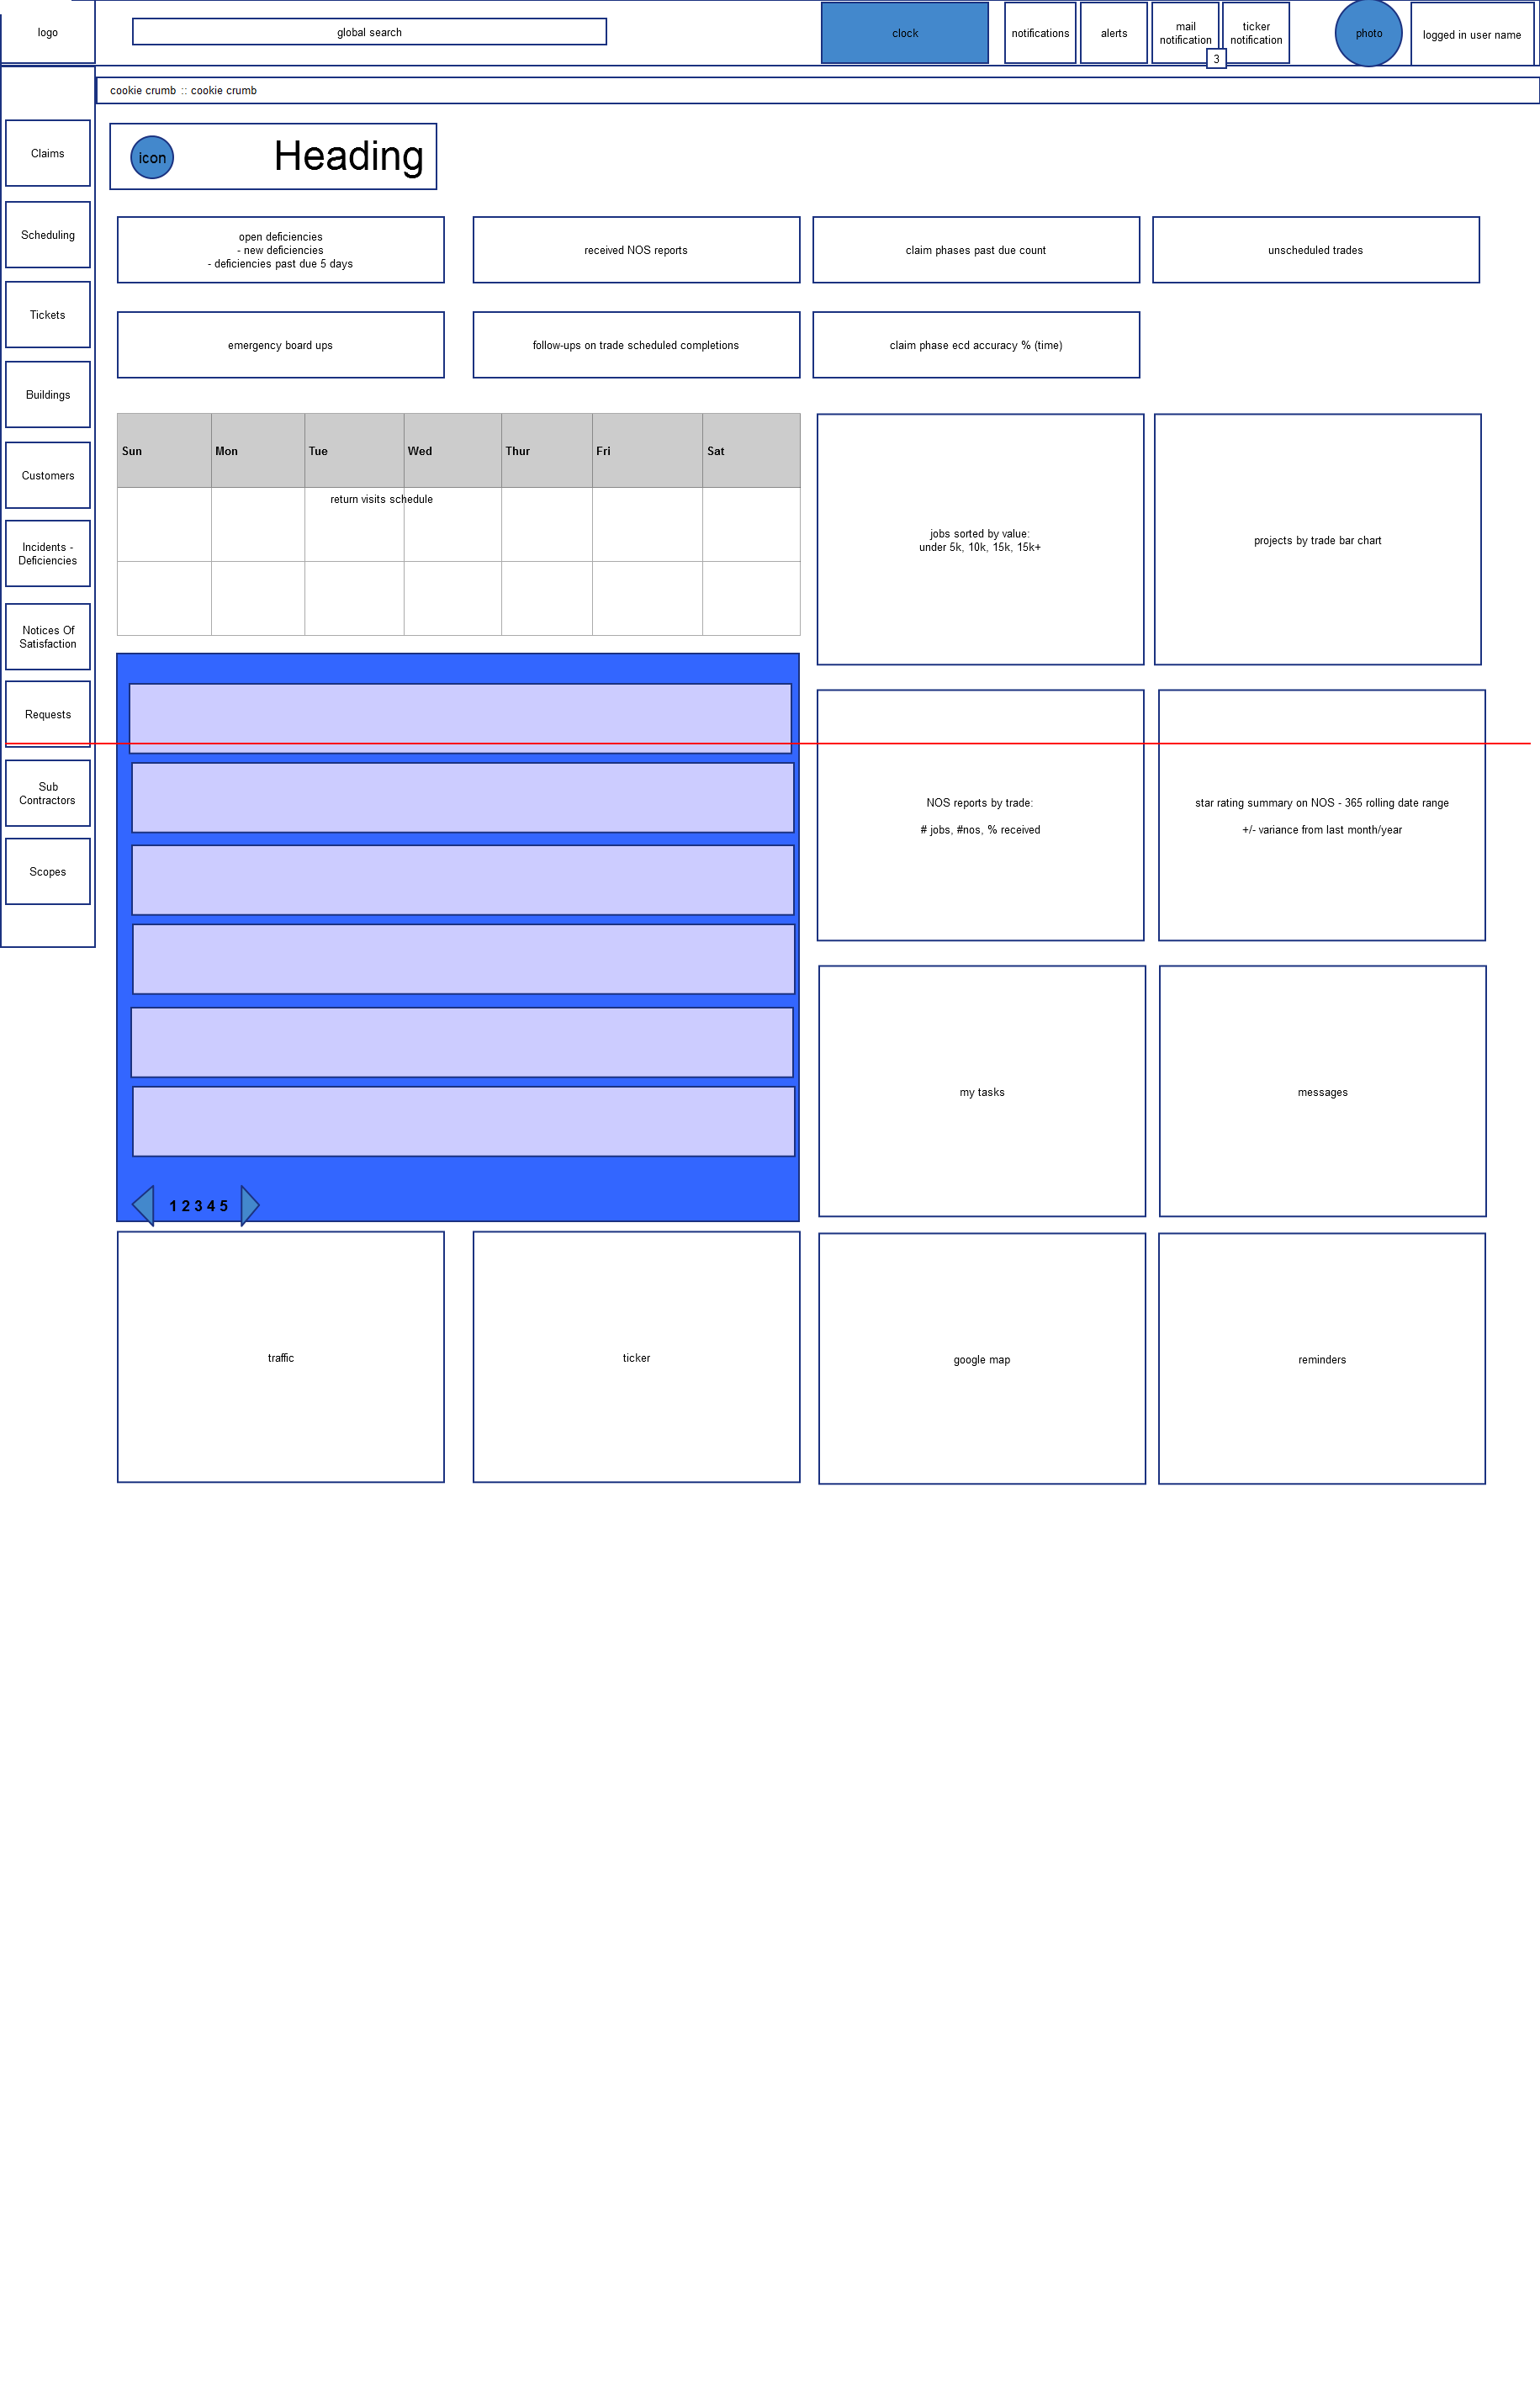 logo
global search
clock
notifications
alerts
mail
notification
3
ticker
notification
photo
logged in user name
cookie crumb :: cookie crumb
icon
Heading
Claims
Scheduling
Tickets
Buildings
Customers
Incidents -
Deficiencies
Notices Of
Satisfaction
Requests
Sub
Contractors
Scopes
open deficiencies
- new deficiencies
- deficiencies past due 5 days
received NOS reports
claim phases past due count
unscheduled trades
emergency board ups
follow-ups on trade scheduled completions
claim phase ecd accuracy % (time)
Sun Mon Tue Wed Thur Fri Sat
return visits schedule
jobs sorted by value:
under 5k, 10k, 15k, 15k+
projects by trade bar chart
NOS reports by trade:
# jobs, #nos, % received
star rating summary on NOS - 365 rolling date range
+/- variance from last month/year
my tasks
messages
1 2 3 4 5
traffic
ticker
google map
reminders